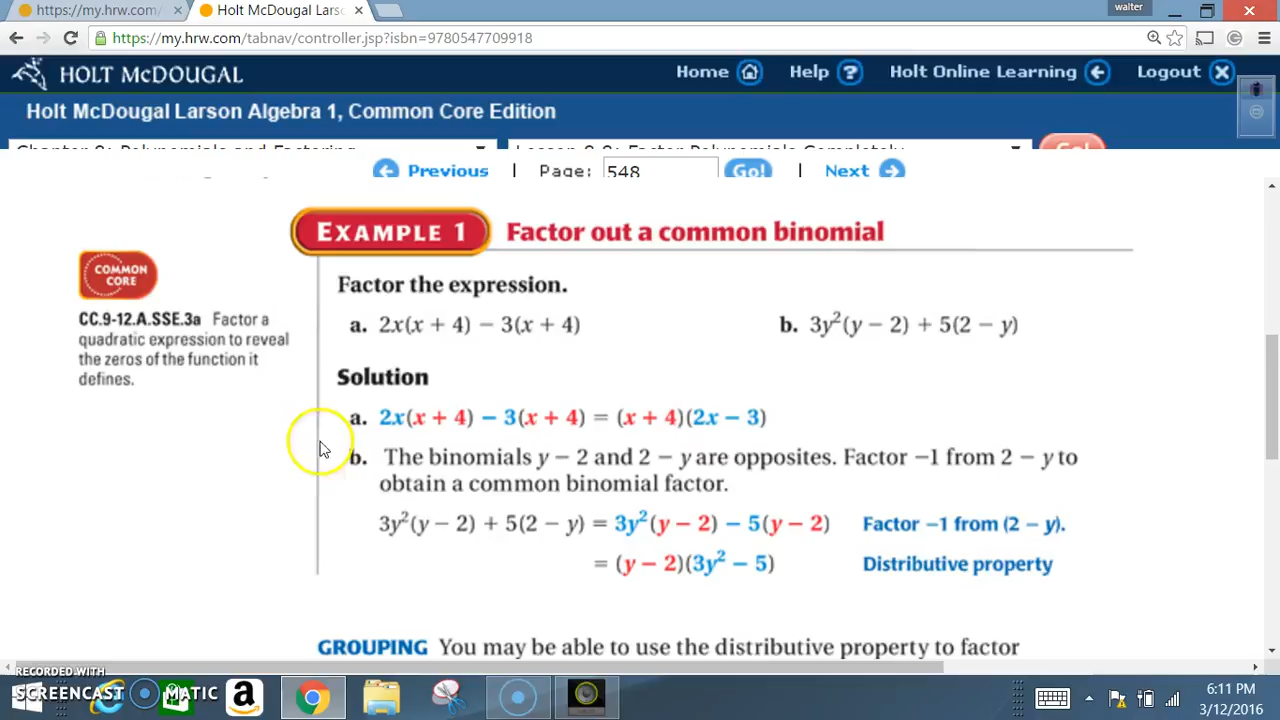 https://my.hrw.com/tabnav/ × Holt McDougal Lars × walter
https://my.hrw.com/tabnav/controller.jsp?isbn=9780547709918
HOLT MCDOUGAL Home Help ? Holt Online Learning Logout X
Holt McDougal Larson Algebra 1, Common Core Edition
Previous | Page: 548 Go! | Next
EXAMPLE 1 Factor out a common binomial
COMMON
CORE
CC.9-12.A.SSE.3a Factor a
quadratic expression to reveal
the zeros of the function it
defines.
Factor the expression.
a. 2x(x + 4) − 3(x + 4) b. 3y²(y − 2) + 5(2 − y)
Solution
a. 2x(x + 4) − 3(x + 4) = (x + 4)(2x − 3)
b. The binomials y − 2 and 2 − y are opposites. Factor −1 from 2 − y to
obtain a common binomial factor.
3y²(y − 2) + 5(2 − y) = 3y²(y − 2) − 5(y − 2) Factor −1 from (2 − y).
= (y − 2)(3y² − 5) Distributive property
GROUPING You may be able to use the distributive property to factor
RECORDED WITH
SCREENCAST MATIC
6:11 PM
3/12/2016